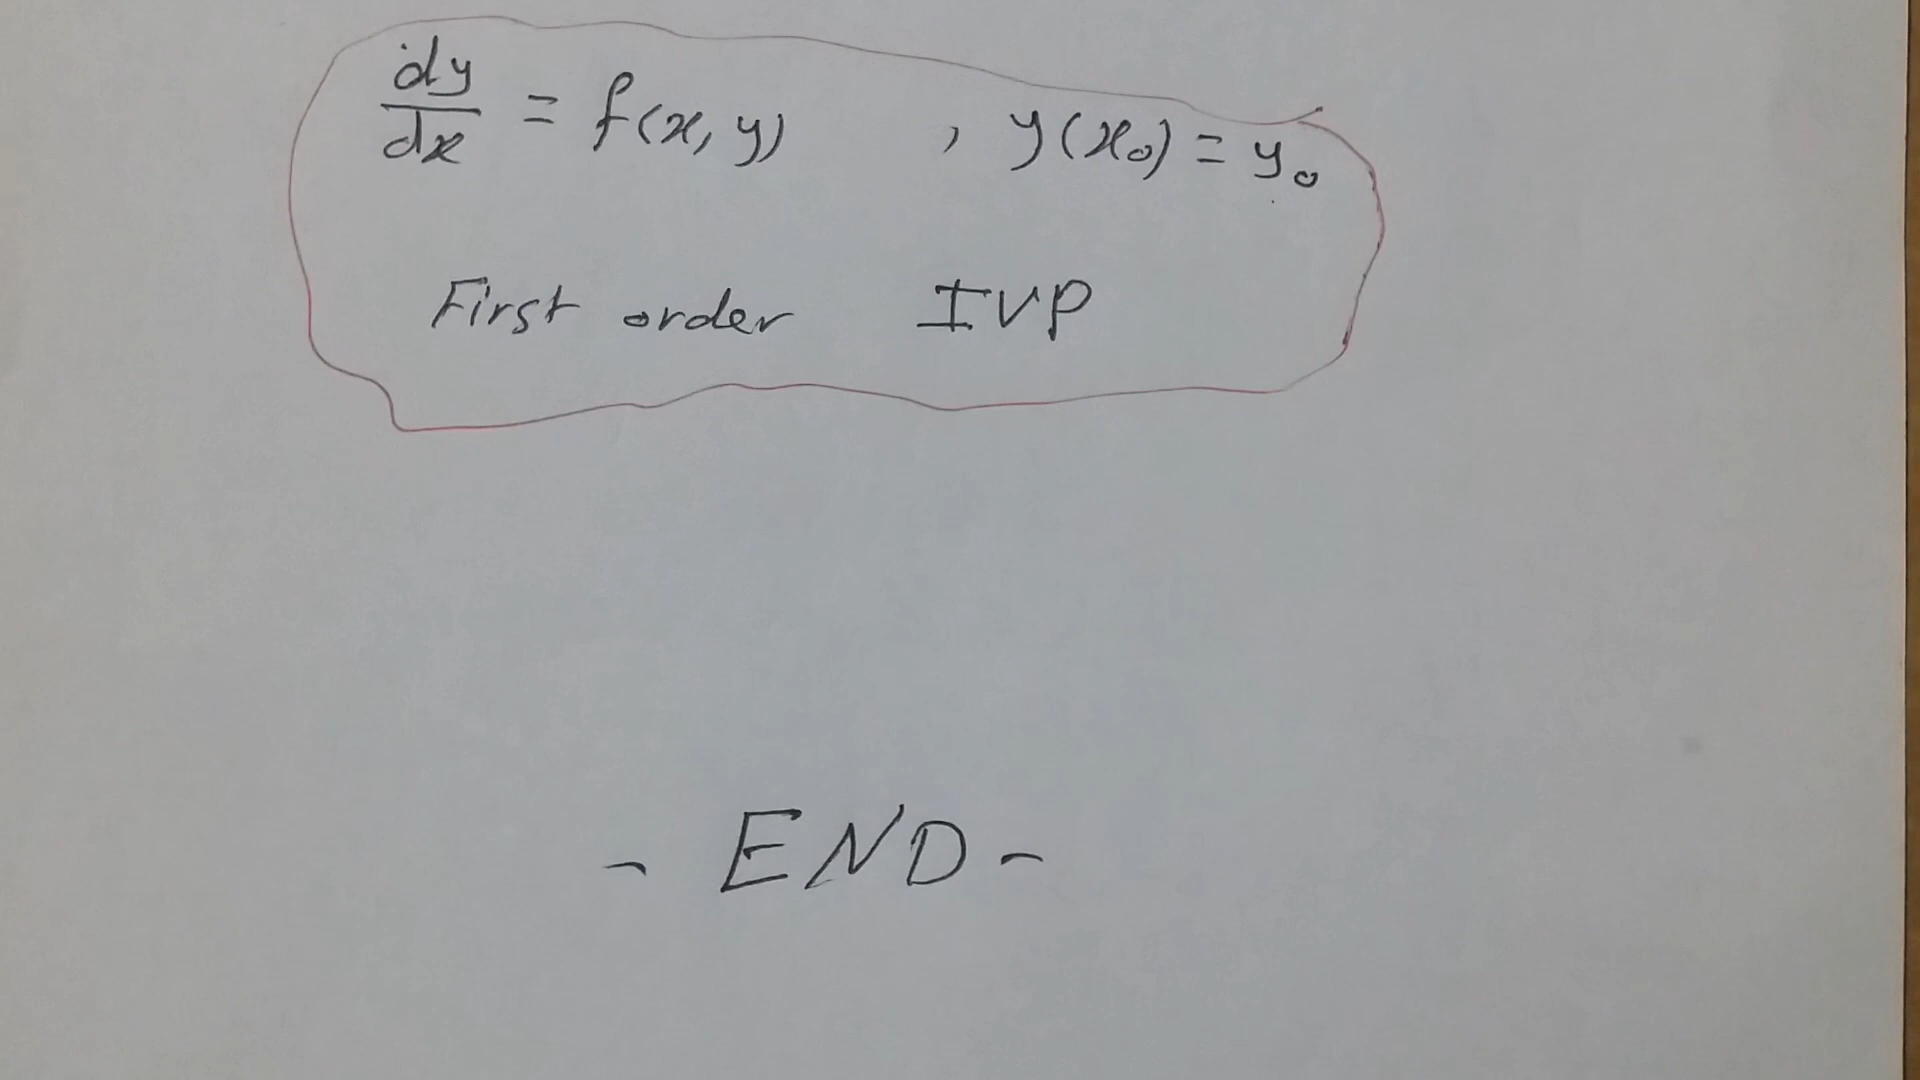 dy/dx = f(x, y) , y(x₀) = y₀
First order IVP
- END -